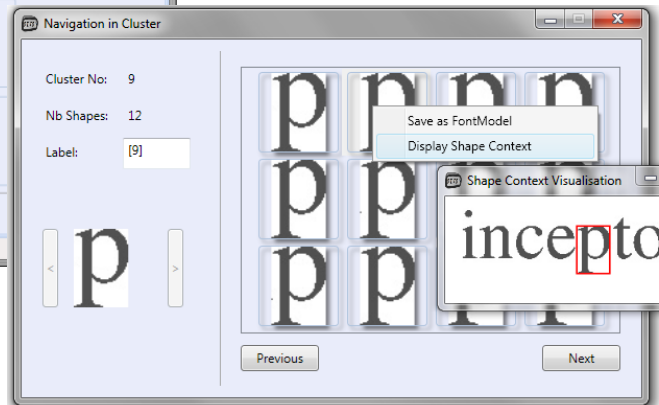 Navigation in Cluster
Cluster No: 9
Nb Shapes: 12
Label: [9]
< p >
p p p p
Save as FontModel
Display Shape Context
p p
Shape Context Visualisation
incepto
p p p p
Previous Next